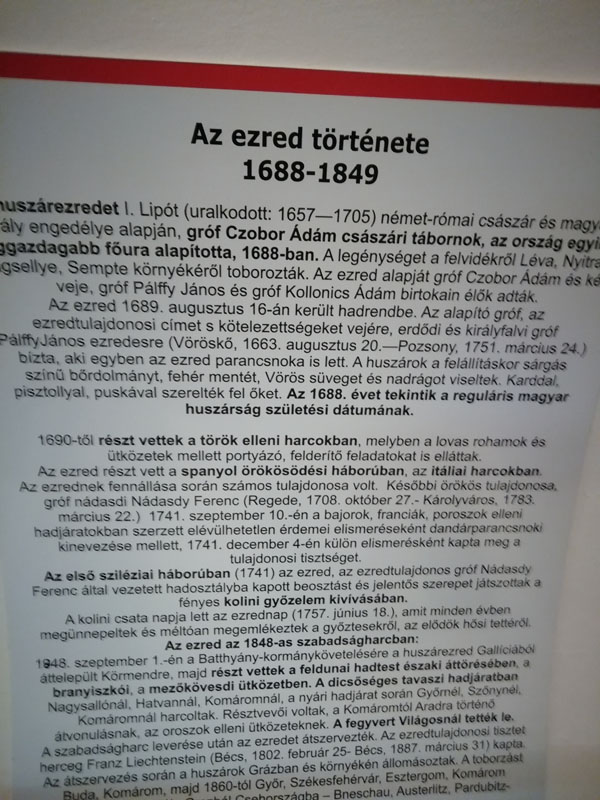 Az ezred története
1688-1849
huszárezredet I. Lipót (uralkodott: 1657—1705) német-római császár és magya
rály engedélye alapján, gróf Czobor Ádám császári tábornok, az ország egyi
ggazdagabb főura alapította, 1688-ban. A legénységet a felvidékről Léva, Nyitra
gsellye, Sempte környékéről toborozták. Az ezred alapját gróf Czobor Ádám és ké
veje, gróf Pálffy János és gróf Kollonics Ádám birtokain élők adták.
Az ezred 1689. augusztus 16-án került hadrendbe. Az alapító gróf, az
ezredtulajdonosi címet s kötelezettségeket vejére, erdődi és királyfalvi gróf
PálffyJános ezredesre (Vöröskő, 1663. augusztus 20.—Pozsony, 1751. március 24.)
bízta, aki egyben az ezred parancsnoka is lett. A huszárok a felállításkor sárgás
színű bőrdolmányt, fehér mentét, Vörös süveget és nadrágot viseltek. Karddal,
pisztollyal, puskával szerelték fel őket. Az 1688. évet tekintik a reguláris magyar
huszárság születési dátumának.
1690-től részt vettek a török elleni harcokban, melyben a lovas rohamok és
ütközetek mellett portyázó, felderítő feladatokat is elláttak.
Az ezred részt vett a spanyol örökösödési háborúban, az itáliai harcokban.
Az ezrednek fennállása során számos tulajdonosa volt. Későbbi örökös tulajdonosa,
gróf nádasdi Nádasdy Ferenc (Regede, 1708. október 27.- Károlyváros, 1783.
március 22.) 1741. szeptember 10.-én a bajorok, franciák, poroszok elleni
hadjáratokban szerzett elévülhetetlen érdemei elismeréseként dandárparancsnoki
kinevezése mellett, 1741. december 4-én külön elismerésként kapta meg a
tulajdonosi tisztséget.
Az első sziléziai háborúban (1741) az ezred, az ezredtulajdonos gróf Nádasdy
Ferenc által vezetett hadosztályba kapott beosztást és jelentős szerepet játszottak a
fényes kolini győzelem kivívásában.
A kolini csata napja lett az ezrednap (1757. június 18.), amit minden évben
megünnepeltek és méltóan megemlékeztek a győztesekről, az elődök hősi tettéről.
Az ezred az 1848-as szabadságharcban:
1848. szeptember 1.-én a Batthyány-kormánykövetelésére a huszárezred Gallíciából
áttelepült Körmendre, majd részt vettek a feldunai hadtest északi áttörésében, a
branyiszkói, a mezőkövesdi ütközetben. A dicsőséges tavaszi hadjáratban
Nagysallónál, Hatvannál, Komáromnál, a nyári hadjárat során Győrnél, Szőnynél,
Komáromnál harcoltak. Résztvevői voltak, a Komáromtól Aradra történő
átvonulásnak, az oroszok elleni ütközeteknek. A fegyvert Világosnál tették le.
A szabadságharc leverése után az ezredet átszervezték. Az ezredtulajdonosi tisztet
herceg Franz Liechtenstein (Bécs, 1802. február 25- Bécs, 1887. március 31) kapta.
Az átszervezés során a huszárok Grázban és környékén állomásoztak. A toborzást
Buda, Komárom, majd 1860-tól Győr, Székesfehérvár, Esztergom, Komárom
Csehországba – Bneschau, Austerlitz, Pardubitz-